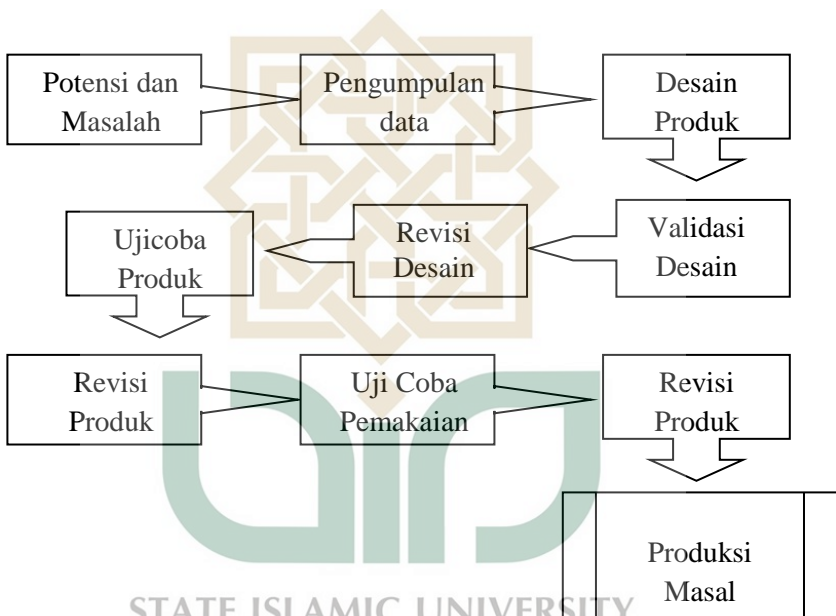 Potensi dan
Masalah
Pengumpulan
data
Desain
Produk
Validasi
Desain
Revisi
Desain
Ujicoba
Produk
Revisi
Produk
Uji Coba
Pemakaian
Revisi
Produk
Produksi
Masal
STATE ISLAMIC UNIVERSITY